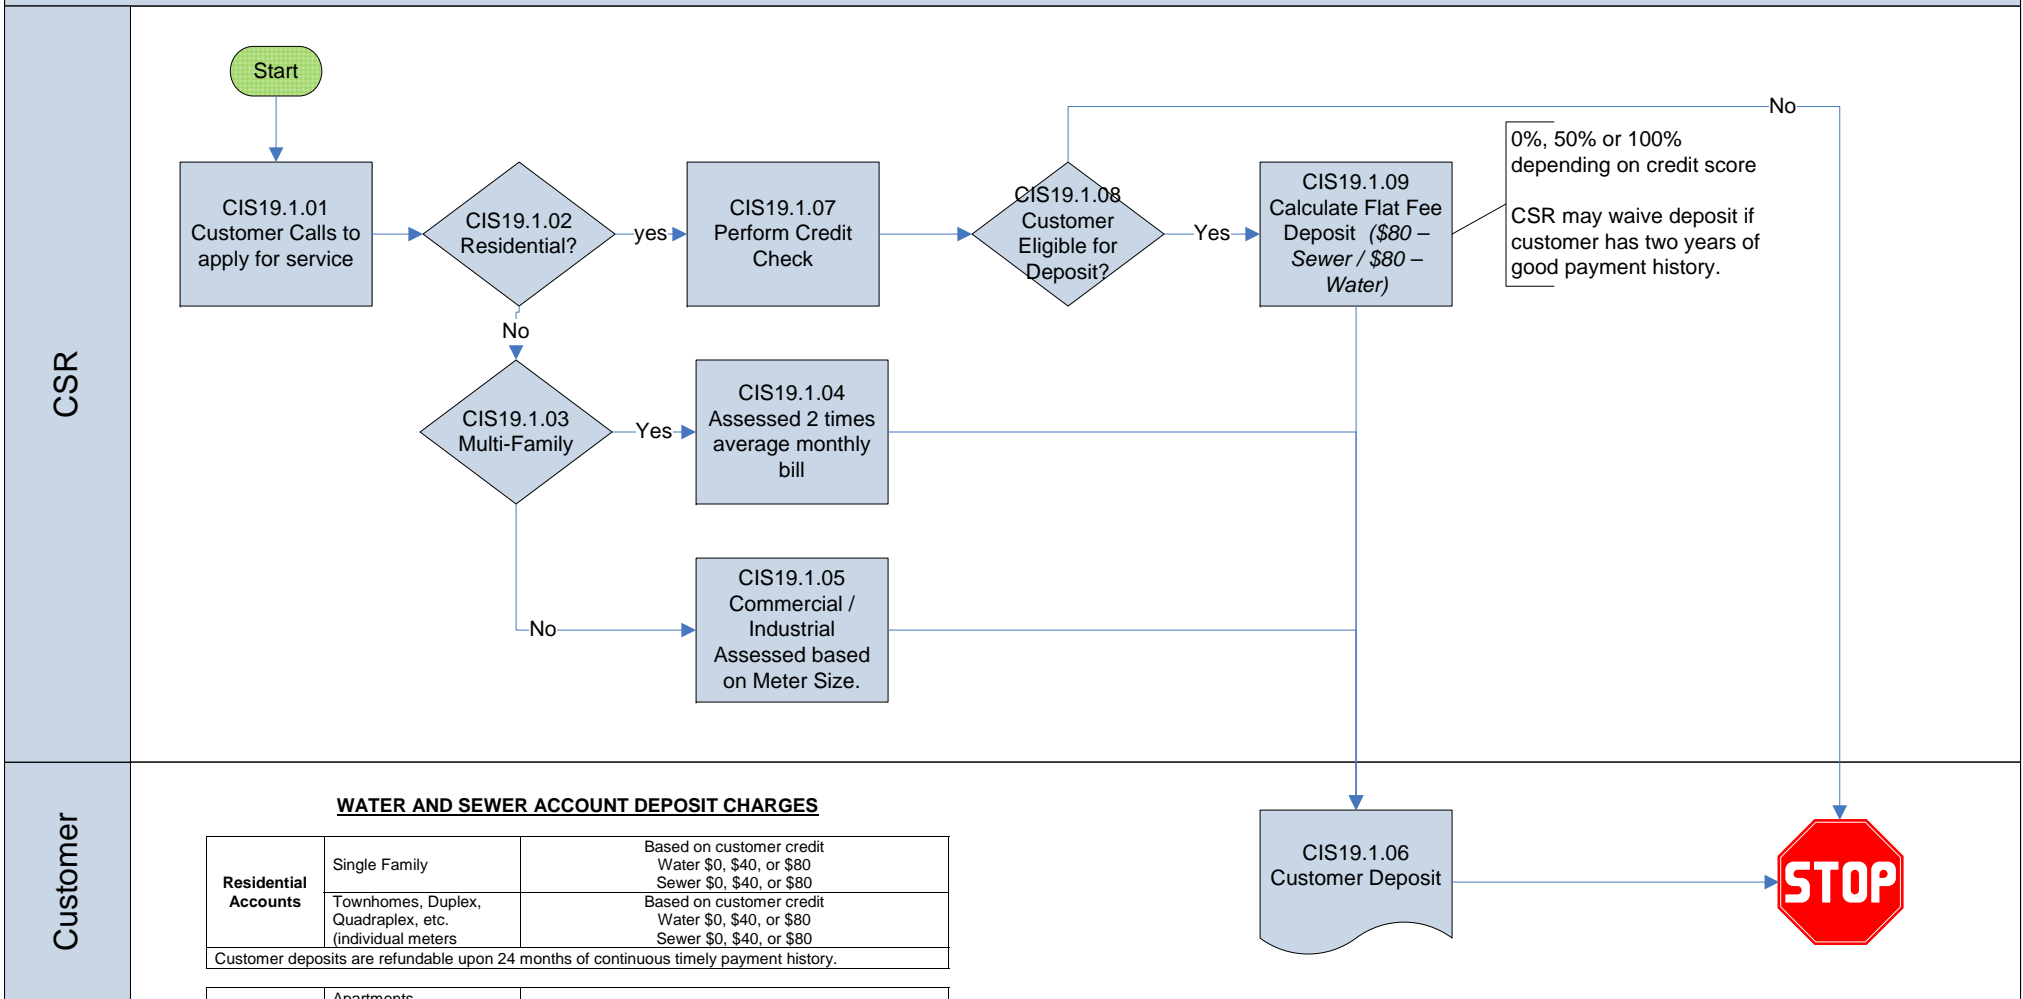 Start
CIS19.1.01
Customer Calls to
apply for service
CIS19.1.02
Residential?
yes
CIS19.1.07
Perform Credit
Check
CIS19.1.08
Customer
Eligible for
Deposit?
Yes
No
CIS19.1.09
Calculate Flat Fee
Deposit ($80 –
Sewer / $80 –
Water)
0%, 50% or 100%
depending on credit score
CSR may waive deposit if
customer has two years of
good payment history.
No
CSR
CIS19.1.03
Multi-Family
Yes
CIS19.1.04
Assessed 2 times
average monthly
bill
No
CIS19.1.05
Commercial /
Industrial
Assessed based
on Meter Size.
Customer
WATER AND SEWER ACCOUNT DEPOSIT CHARGES
Residential
Accounts
Single Family
Based on customer credit
Water $0, $40, or $80
Sewer $0, $40, or $80
Townhomes, Duplex,
Quadraplex, etc.
(individual meters
Based on customer credit
Water $0, $40, or $80
Sewer $0, $40, or $80
Customer deposits are refundable upon 24 months of continuous timely payment history.
Apartments
CIS19.1.06
Customer Deposit
STOP